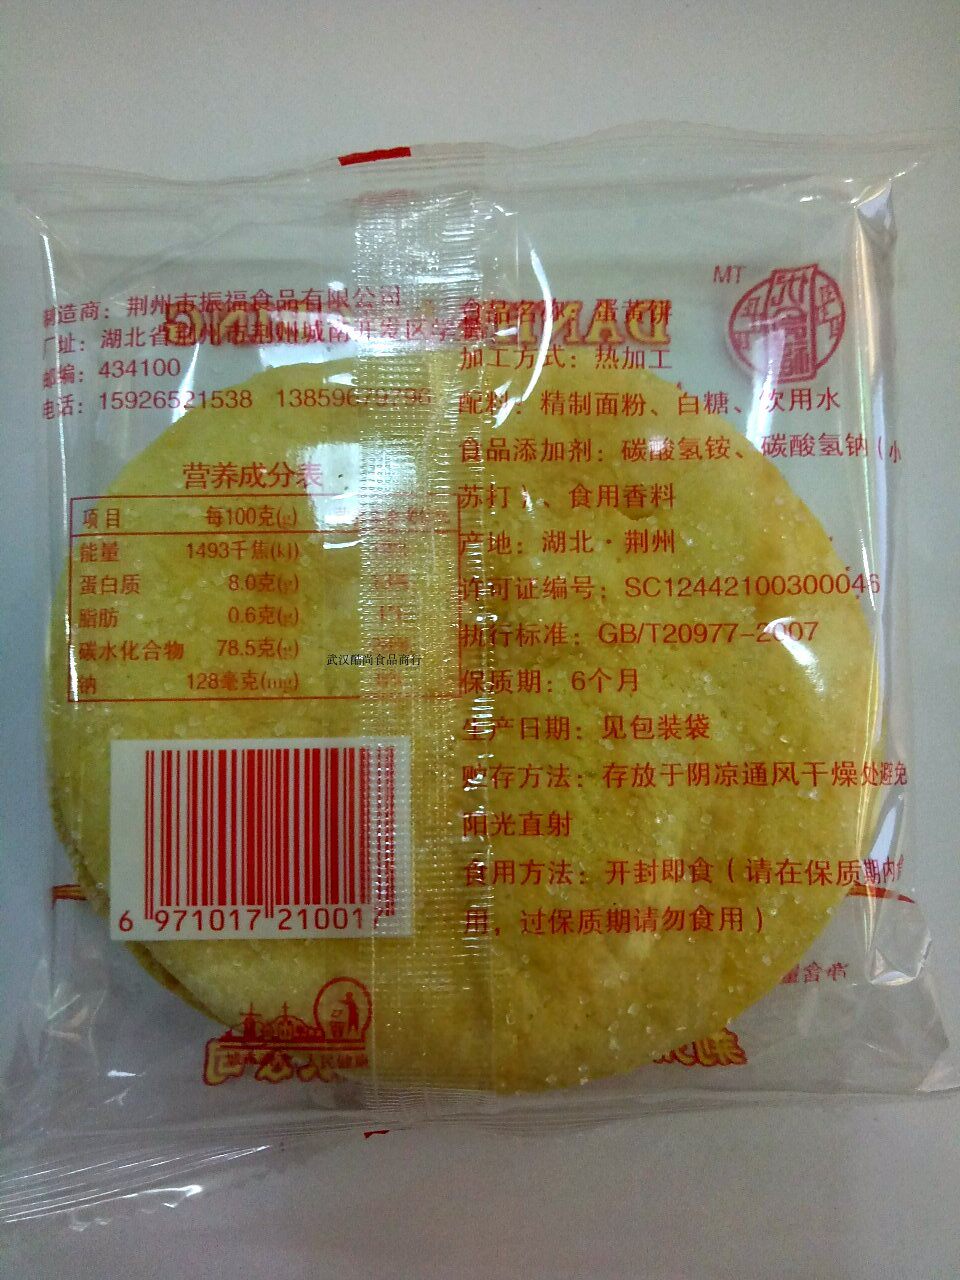 制造商：荆州市振福食品有限公司
厂址：湖北省荆州市荆州城南开发区学
邮编：434100
电话：15926521538
营养成分表
项目 每100克(g)
能量 1493千焦(kJ)
蛋白质 8.0克(g)
脂肪 0.6克(g)
碳水化合物 78.5克(g)
钠 128毫克(mg)
武汉酷尚食品商行
6 971017 210017
MT
食品名称：蛋黄饼
加工方式：热加工
配料：精制面粉、白糖、饮用水
食品添加剂：碳酸氢铵、碳酸氢钠（小
苏打）、食用香料
产地：湖北·荆州
许可证编号：SC12442100300046
执行标准：GB/T20977-2007
保质期：6个月
生产日期：见包装袋
贮存方法：存放于阴凉通风干燥处避免
阳光直射
食用方法：开封即食（请在保质期内食
用，过保质期请勿食用）